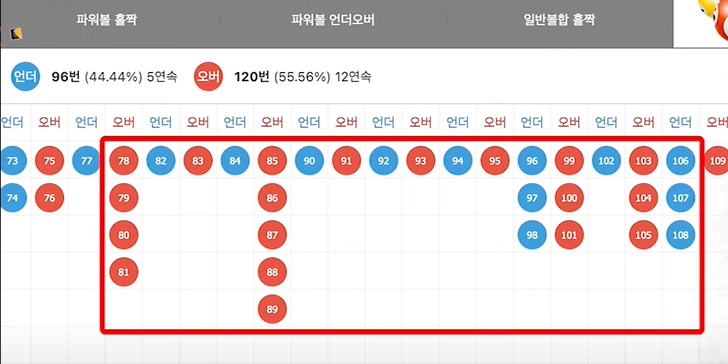 파워볼 홀짝 파워볼 언더오버 일반볼합 홀짝
언더 96번 (44.44%) 5연속 오버 120번 (55.56%) 12연속
언더 오버 언더 오버 언더 오버 언더 오버 언더 오버 언더 오버 언더 오버 언더 오버 언더 오버 언더 오버
73 75 77 78 82 83 84 85 90 91 92 93 94 95 96 99 102 103 106 109
74 76 79 86 97 100 104 107
80 87 98 101 105 108
81 88
89